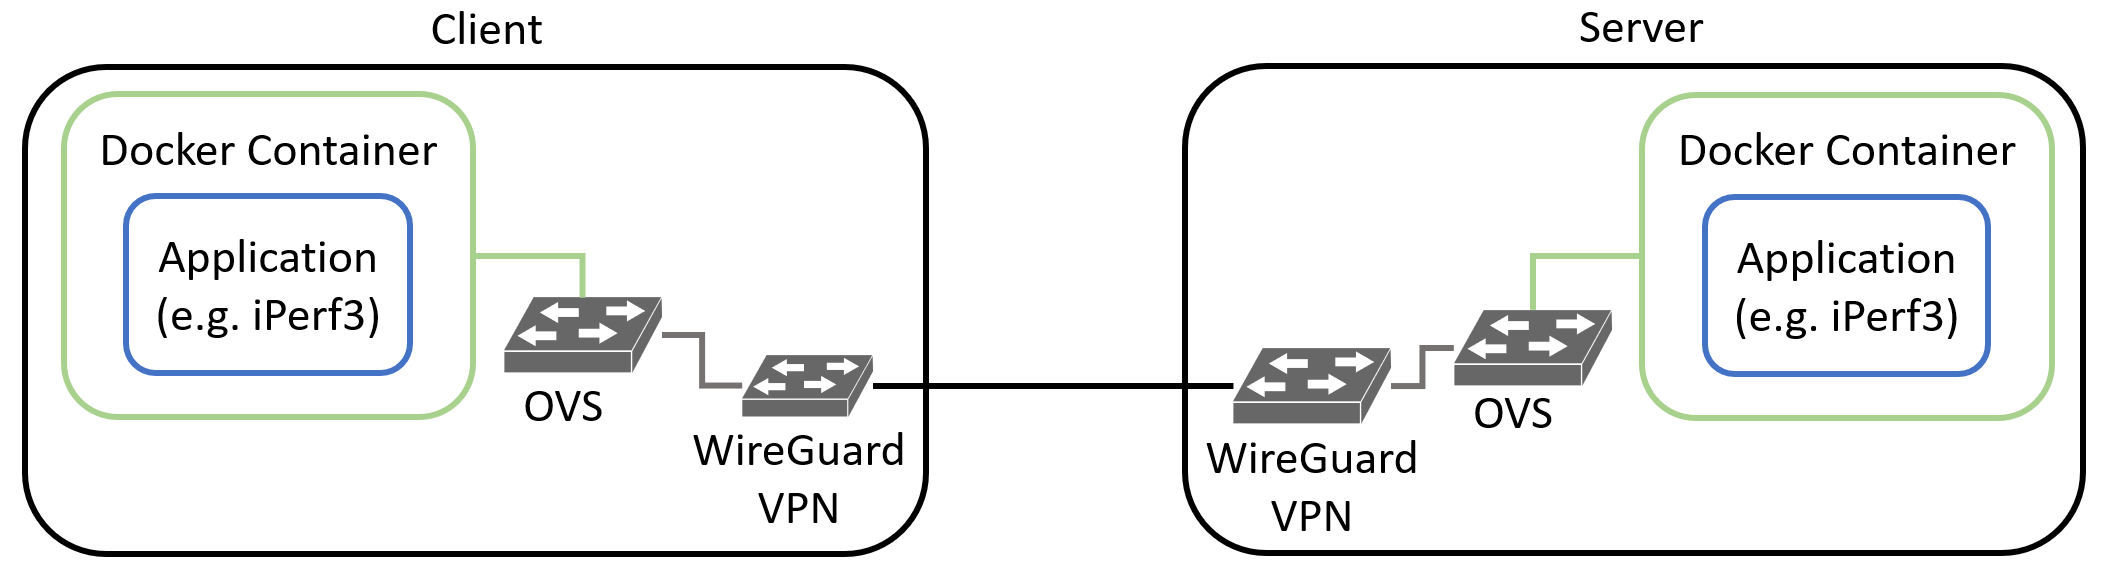 Client
Docker Container
Application
(e.g. iPerf3)
OVS
WireGuard
VPN
Server
Docker Container
Application
(e.g. iPerf3)
OVS
WireGuard
VPN